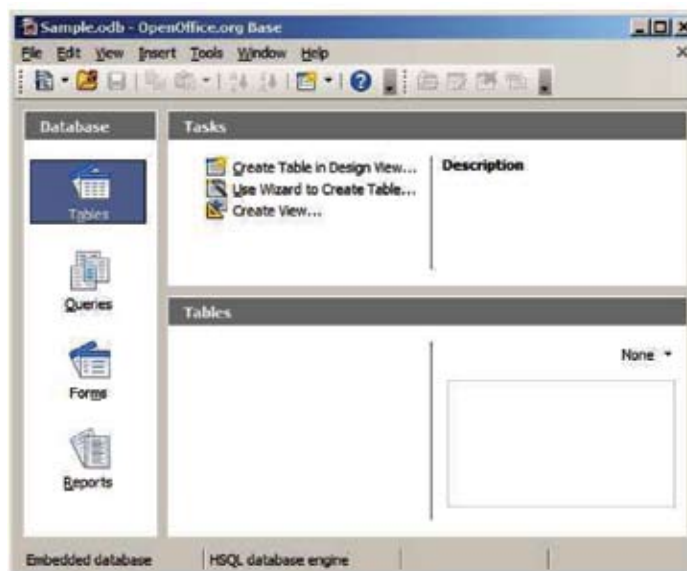 Sample.odb - OpenOffice.org Base
File Edit View Insert Tools Window Help
Database
Tables
Queries
Forms
Reports
Tasks
Create Table in Design View...
Use Wizard to Create Table...
Create View...
Description
Tables
None
Embedded database HSQL database engine